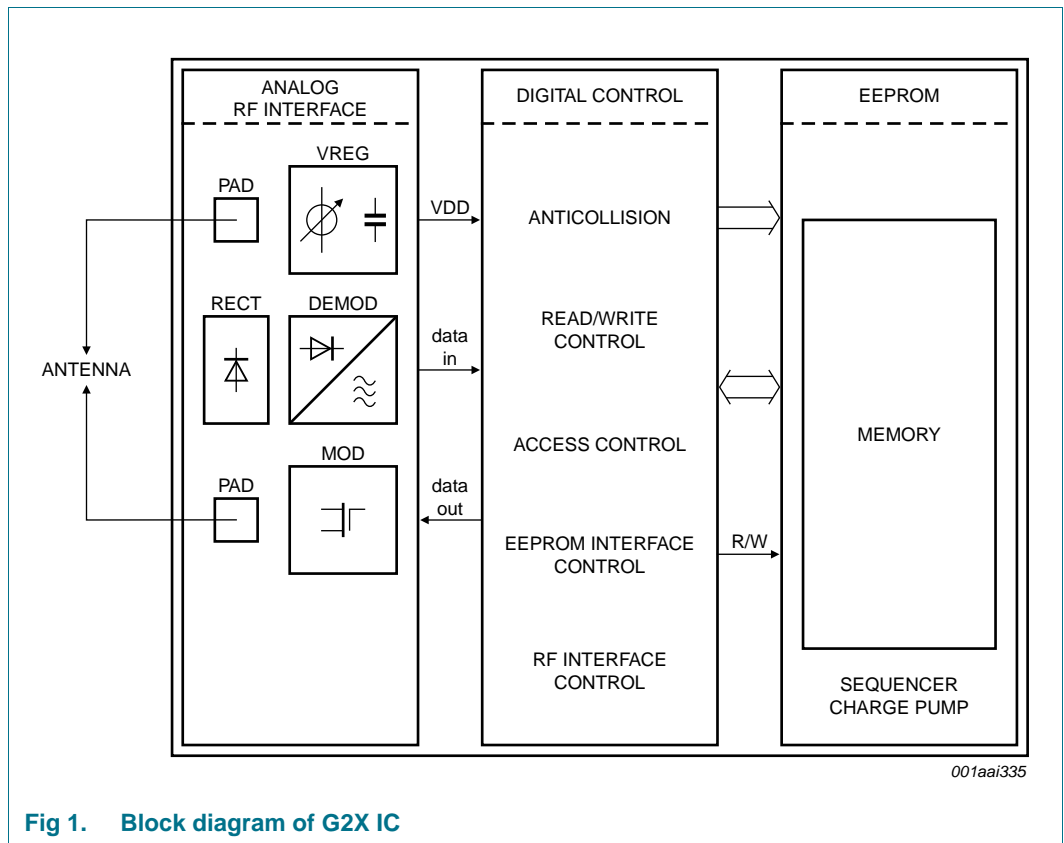 ANALOG
RF INTERFACE
DIGITAL CONTROL
EEPROM
VREG
PAD
VDD
ANTICOLLISION
RECT
DEMOD
data
in
READ/WRITE
CONTROL
ANTENNA
MEMORY
MOD
ACCESS CONTROL
PAD
data
out
EEPROM INTERFACE
CONTROL
R/W
RF INTERFACE
CONTROL
SEQUENCER
CHARGE PUMP
001aai335
Fig 1. Block diagram of G2X IC